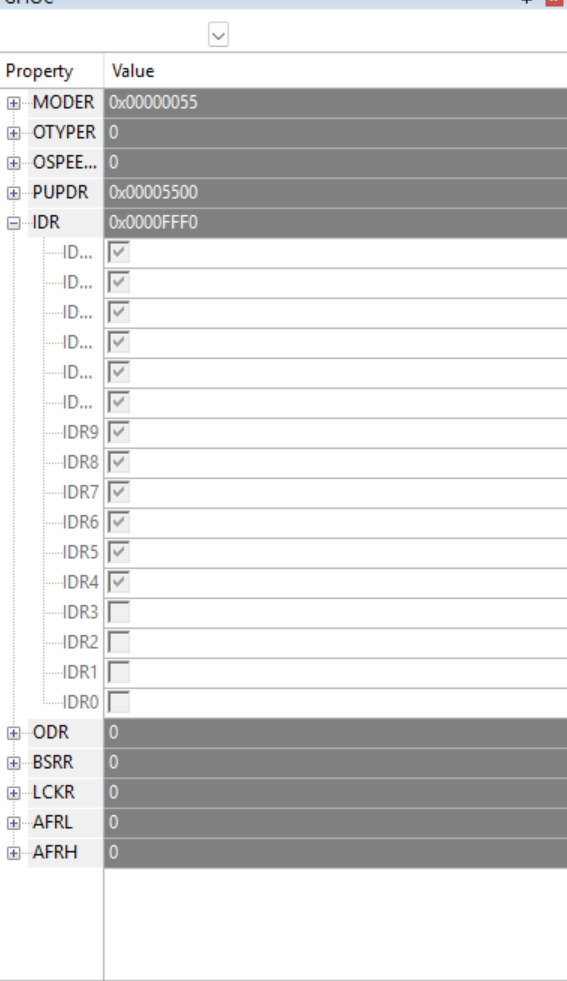 Property Value
MODER 0x00000055
OTYPER 0
OSPEE... 0
PUPDR 0x00005500
IDR 0x0000FFF0
ID...
ID...
ID...
ID...
ID...
ID...
IDR9
IDR8
IDR7
IDR6
IDR5
IDR4
IDR3
IDR2
IDR1
IDR0
ODR 0
BSRR 0
LCKR 0
AFRL 0
AFRH 0